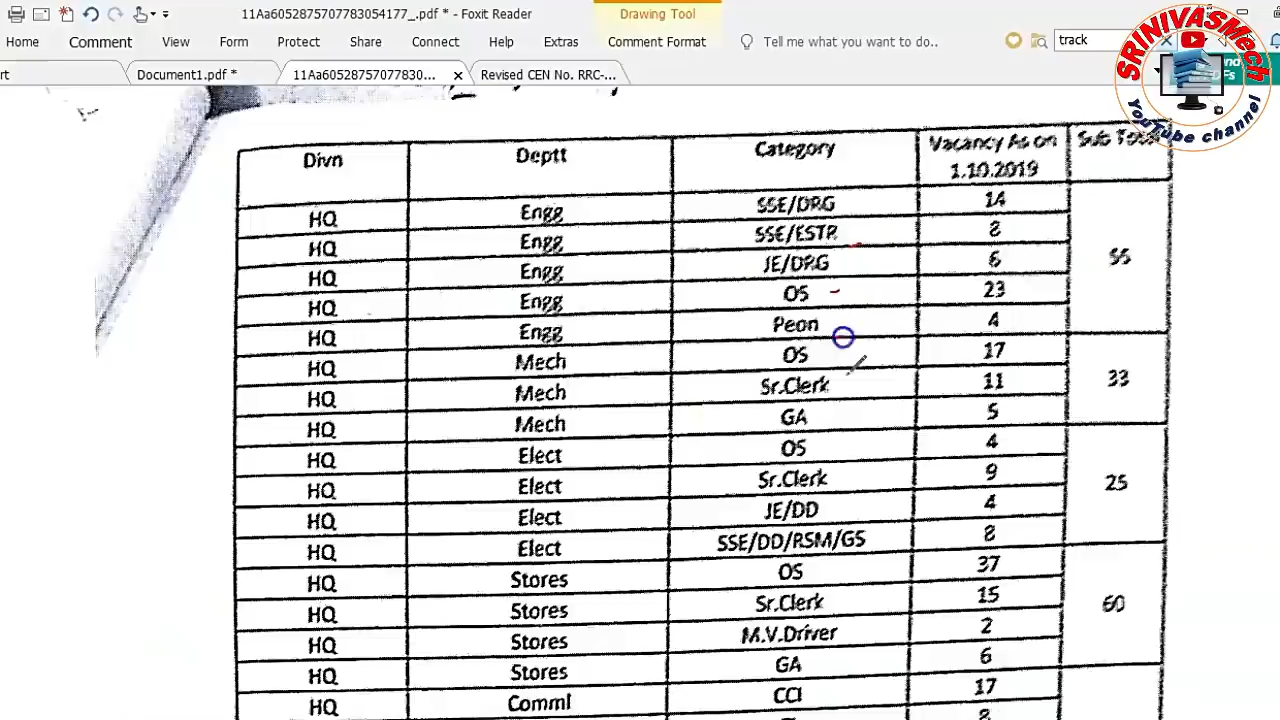 11Aa6052875707783054177_.pdf * - Foxit Reader
Drawing Tool
Home Comment View Form Protect Share Connect Help Extras Comment Format Tell me what you want to do.. track
rt Document1.pdf * 11Aa60528757077830... Revised CEN No. RRC-...
SRINIVASMech
YouTube channel
Divn Deptt Category Vacancy As on 1.10.2019 Sub Total
HQ Engg SSE/DRG 14
HQ Engg SSE/ESTR 8
HQ Engg JE/DRG 6 55
HQ Engg OS 23
HQ Engg Peon 4
HQ Mech OS 17
HQ Mech Sr.Clerk 11 33
HQ Mech GA 5
HQ Elect OS 4
HQ Elect Sr.Clerk 9 25
HQ Elect JE/DD 4
HQ Elect SSE/DD/RSM/GS 8
HQ Stores OS 37
HQ Stores Sr.Clerk 15 60
HQ Stores M.V.Driver 2
HQ Stores GA 6
HQ Comml CCI 17
8